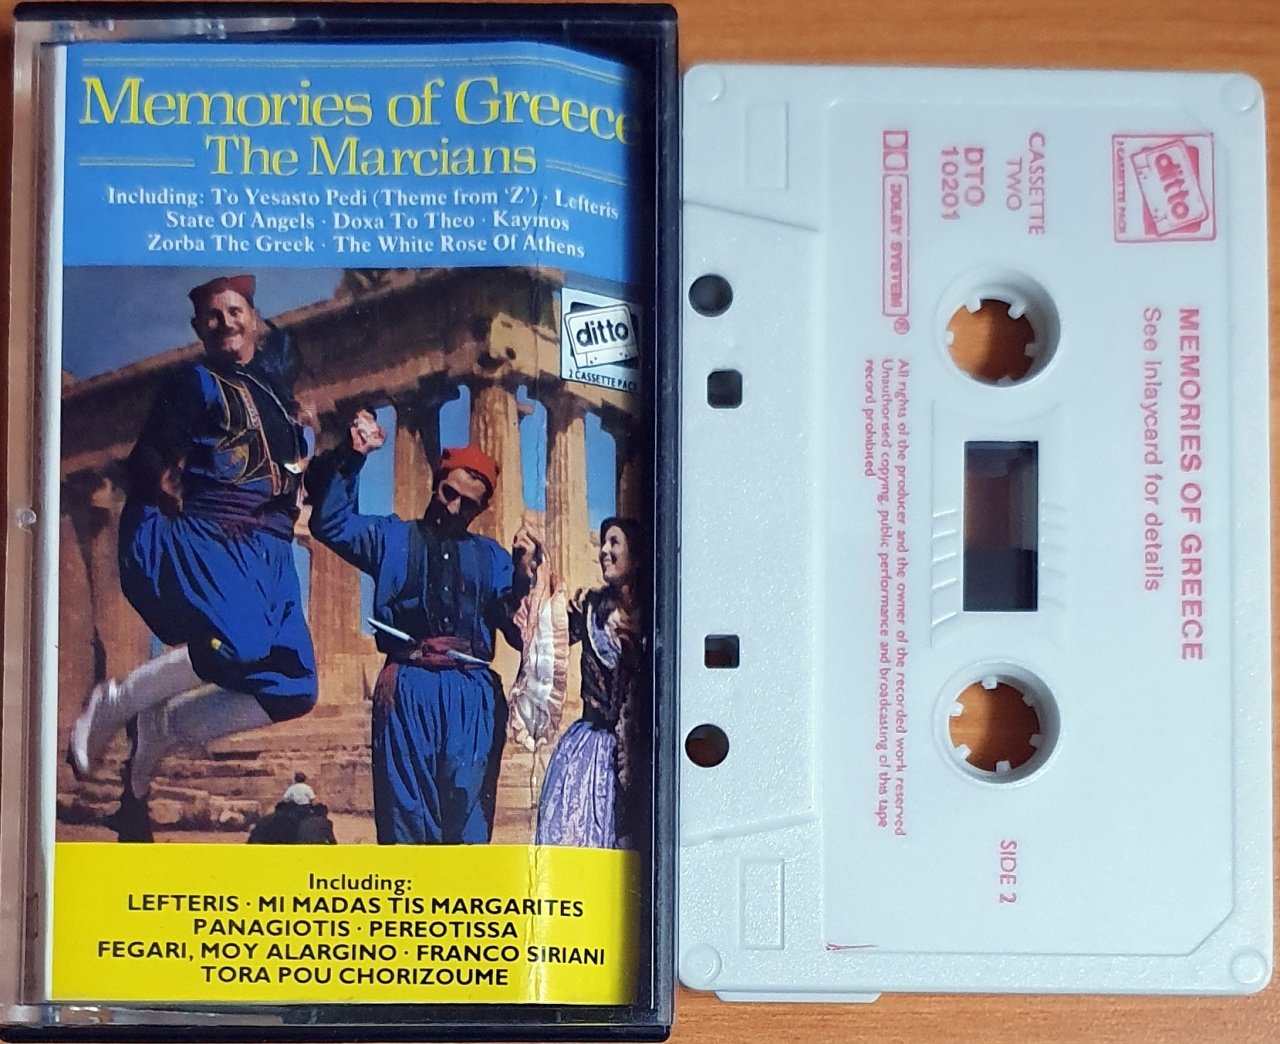 Memories of Greece
The Marcians
Including: To Yesasto Pedi (Theme from 'Z') · Lefteris
State Of Angels · Doxa To Theo · Kaymos
Zorba The Greek · The White Rose Of Athens
ditto
2 CASSETTE PACK
Including:
LEFTERIS · MI MADAS TIS MARGARITES
PANAGIOTIS · PEREOTISSA
FEGARI, MOY ALARGINO · FRANCO SIRIANI
TORA POU CHORIZOUME
ditto
2 CASSETTE PACK
MEMORIES OF GREECE
See inlaycard for details
CASSETTE
TWO
DTO
10201
DOLBY SYSTEM®
SIDE 2
All rights of the producer and the owner of the recorded work reserved
Unauthorised copying, public performance and broadcasting of this tape
record prohibited